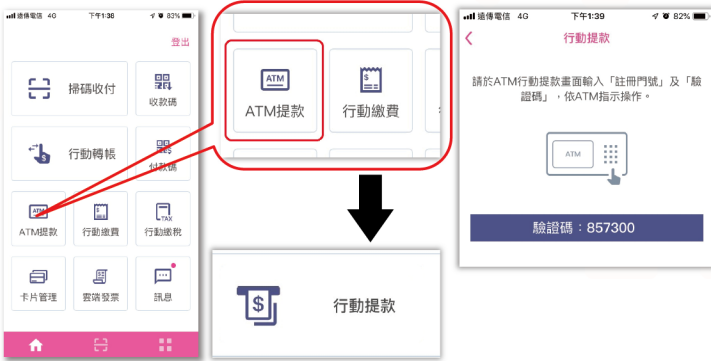 遠傳電信 4G 下午1:38 83%
登出
掃碼收付
收款碼
行動轉帳
付款碼
ATM
ATM提款
行動繳費
TAX
行動繳稅
卡片管理
雲端發票
訊息
ATM
ATM提款
行動繳費
行動提款
遠傳電信 4G 下午1:39 82%
行動提款
請於ATM行動提款畫面輸入「註冊門號」及「驗
證碼」，依ATM指示操作。
ATM
驗證碼：857300